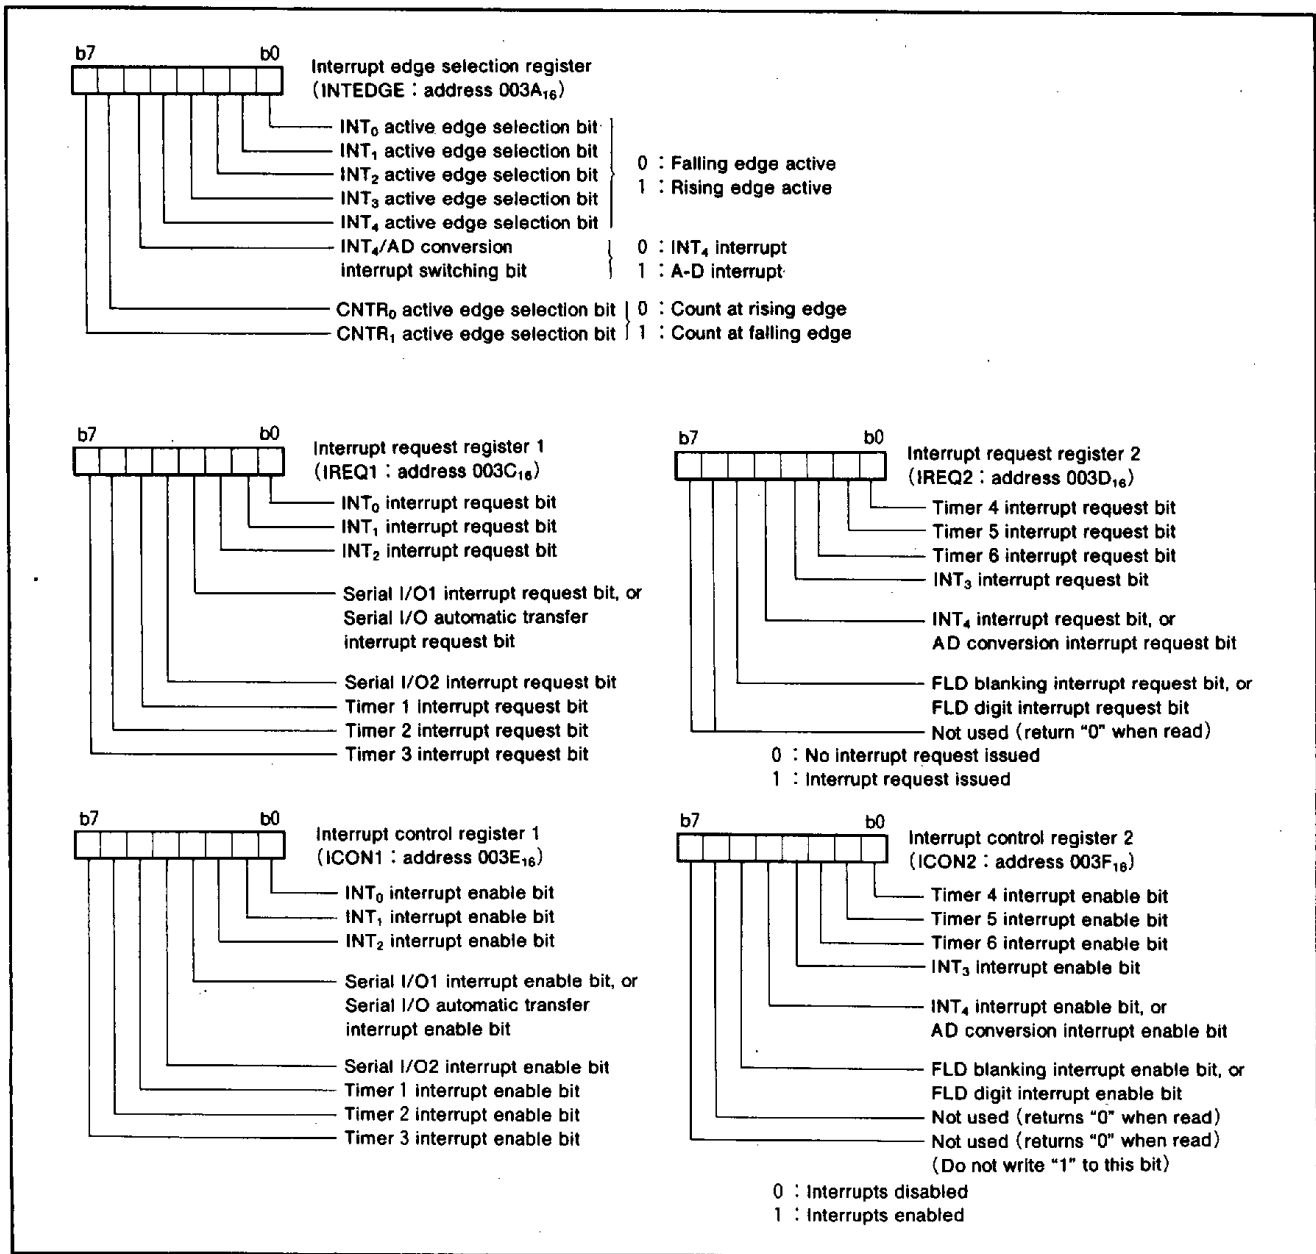 b7 b0
Interrupt edge selection register
(INTEDGE : address 003A₁₆)
INT₀ active edge selection bit
INT₁ active edge selection bit
INT₂ active edge selection bit
INT₃ active edge selection bit
INT₄ active edge selection bit
0 : Falling edge active
1 : Rising edge active
INT₄/AD conversion
interrupt switching bit
0 : INT₄ interrupt
1 : A-D interrupt
CNTR₀ active edge selection bit
CNTR₁ active edge selection bit
0 : Count at rising edge
1 : Count at falling edge
b7 b0
Interrupt request register 1
(IREQ1 : address 003C₁₆)
INT₀ interrupt request bit
INT₁ interrupt request bit
INT₂ interrupt request bit
Serial I/O1 interrupt request bit, or
Serial I/O automatic transfer
interrupt request bit
Serial I/O2 interrupt request bit
Timer 1 interrupt request bit
Timer 2 interrupt request bit
Timer 3 interrupt request bit
b7 b0
Interrupt request register 2
(IREQ2 : address 003D₁₆)
Timer 4 interrupt request bit
Timer 5 interrupt request bit
Timer 6 interrupt request bit
INT₃ interrupt request bit
INT₄ interrupt request bit, or
AD conversion interrupt request bit
FLD blanking interrupt request bit, or
FLD digit interrupt request bit
Not used (return "0" when read)
0 : No interrupt request issued
1 : Interrupt request issued
b7 b0
Interrupt control register 1
(ICON1 : address 003E₁₆)
INT₀ interrupt enable bit
INT₁ interrupt enable bit
INT₂ interrupt enable bit
Serial I/O1 interrupt enable bit, or
Serial I/O automatic transfer
interrupt enable bit
Serial I/O2 interrupt enable bit
Timer 1 interrupt enable bit
Timer 2 interrupt enable bit
Timer 3 interrupt enable bit
b7 b0
Interrupt control register 2
(ICON2 : address 003F₁₆)
Timer 4 interrupt enable bit
Timer 5 interrupt enable bit
Timer 6 interrupt enable bit
INT₃ interrupt enable bit
INT₄ interrupt enable bit, or
AD conversion interrupt enable bit
FLD blanking interrupt enable bit, or
FLD digit interrupt enable bit
Not used (returns "0" when read)
Not used (returns "0" when read)
(Do not write "1" to this bit)
0 : Interrupts disabled
1 : Interrupts enabled